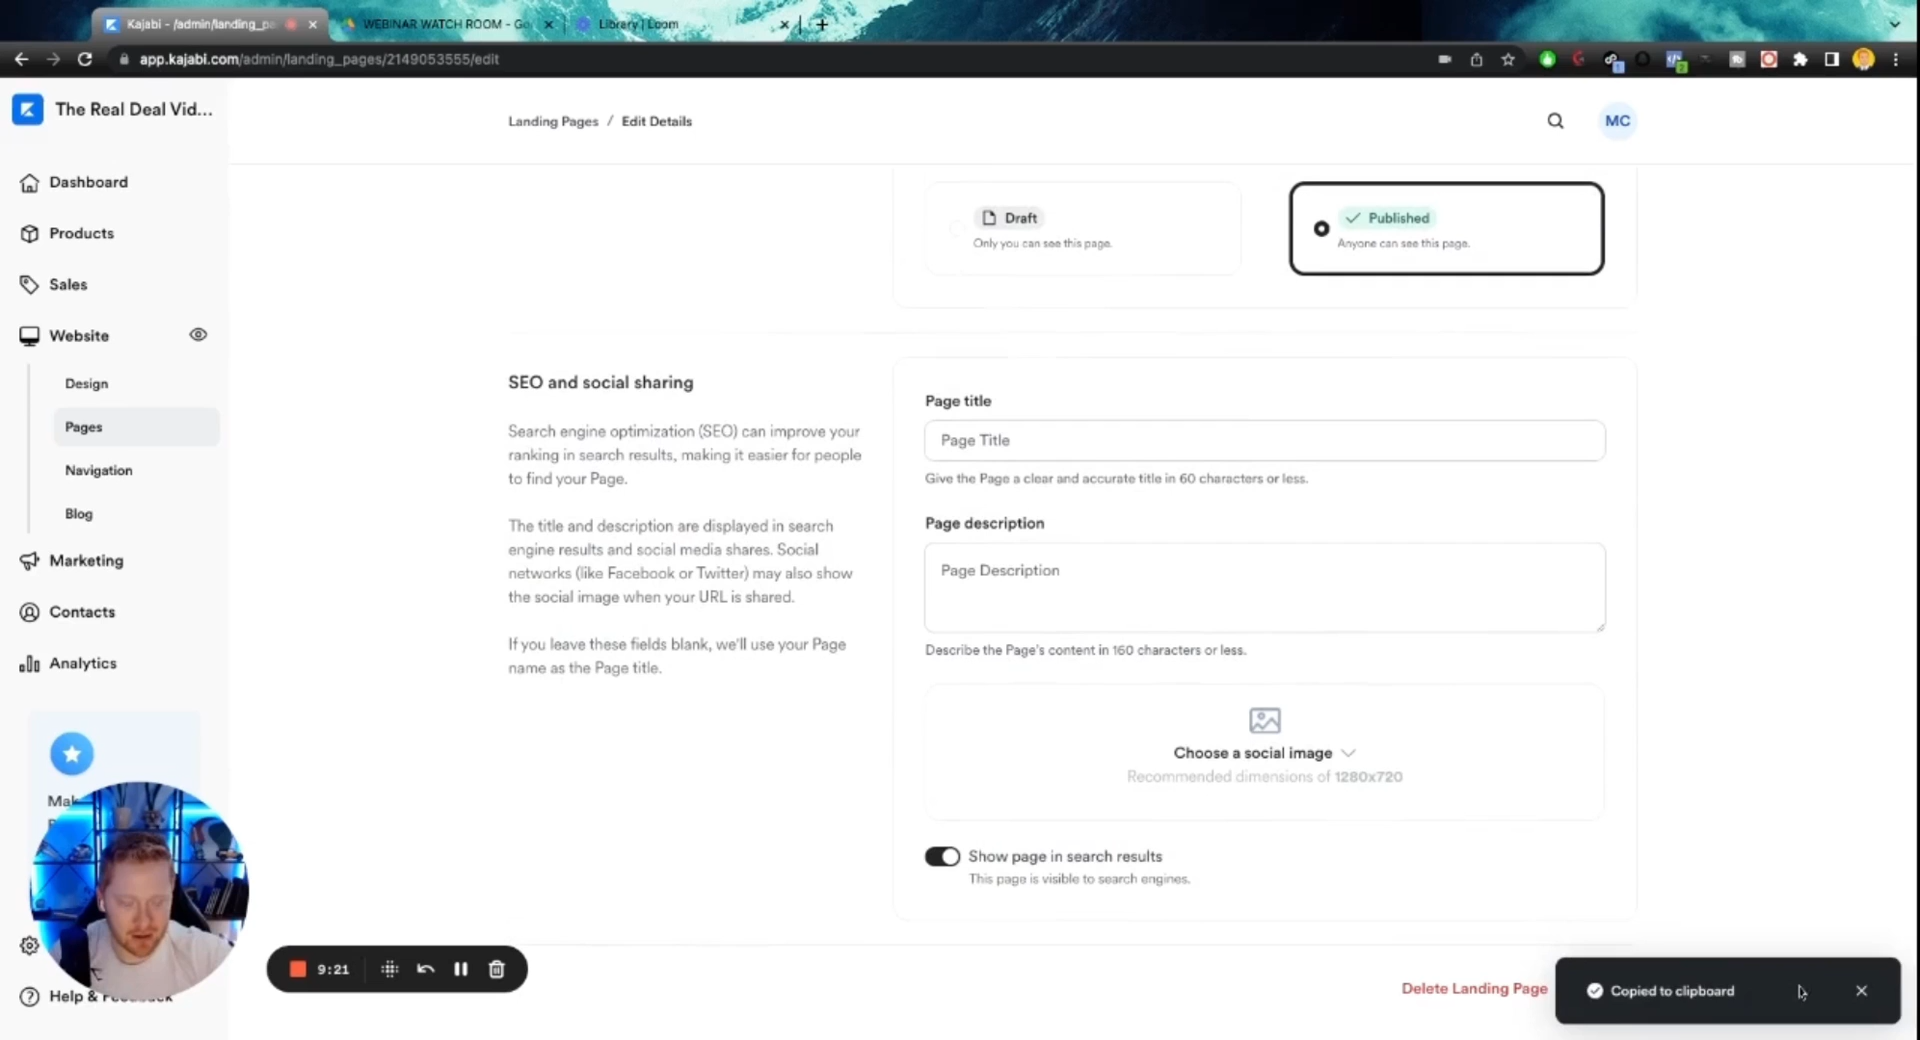 Kajabi - /admin/landing_pa
WEBINAR WATCH ROOM - Go
Library | Loom
app.kajabi.com/admin/landing_pages/2149053555/edit
The Real Deal Vid...
Landing Pages / Edit Details
MC
Dashboard
Products
Sales
Website
Design
Pages
Navigation
Blog
Marketing
Contacts
Analytics
Mak
Help &
Draft
Only you can see this page.
Published
Anyone can see this page.
SEO and social sharing
Search engine optimization (SEO) can improve your
ranking in search results, making it easier for people
to find your Page.
The title and description are displayed in search
engine results and social media shares. Social
networks (like Facebook or Twitter) may also show
the social image when your URL is shared.
If you leave these fields blank, we'll use your Page
name as the Page title.
Page title
Page Title
Give the Page a clear and accurate title in 60 characters or less.
Page description
Page Description
Describe the Page's content in 160 characters or less.
Choose a social image
Recommended dimensions of 1280x720
Show page in search results
This page is visible to search engines.
9:21
Delete Landing Page
Copied to clipboard